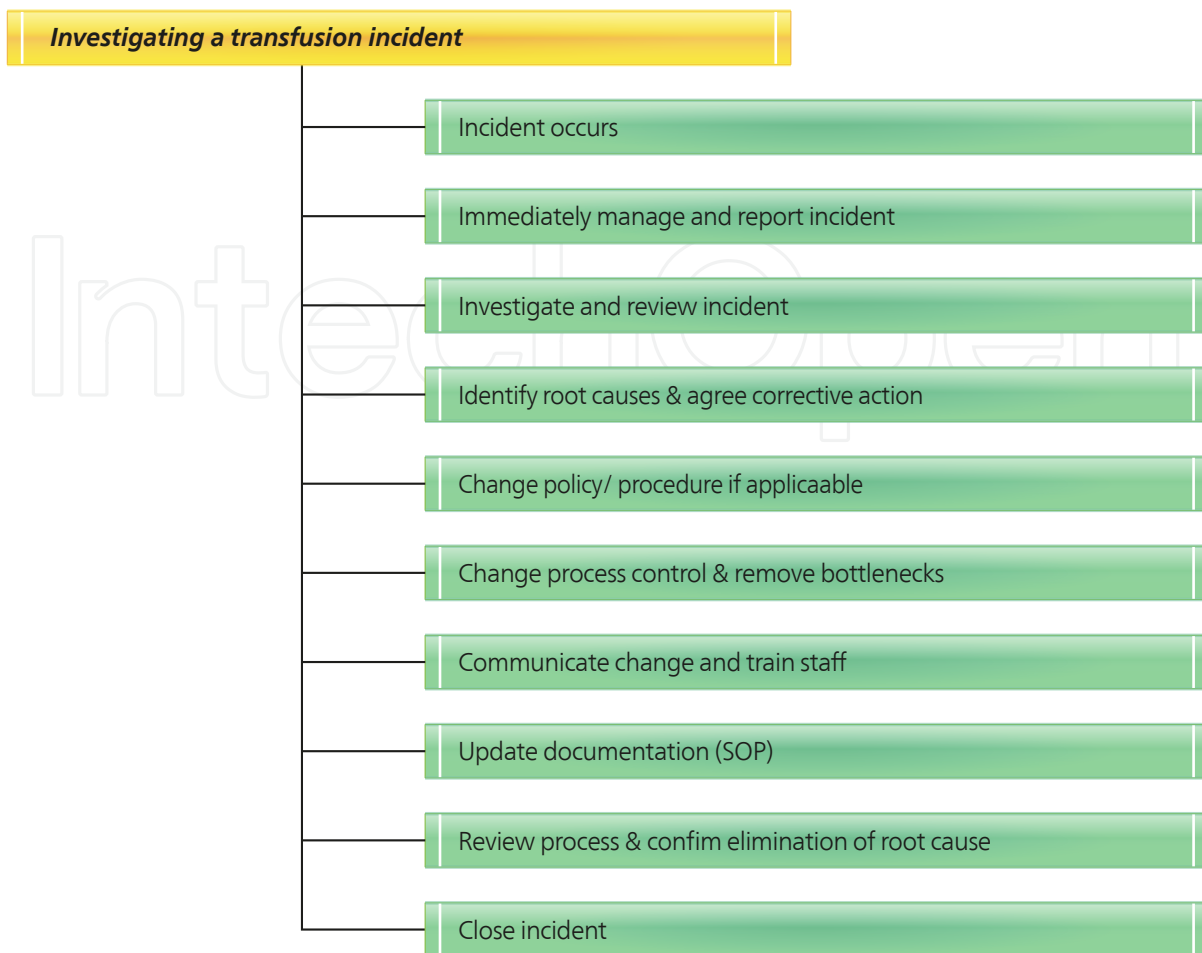 Investigating a transfusion incident
Incident occurs
Immediately manage and report incident
IntechOpen
Investigate and review incident
Identify root causes & agree corrective action
Change policy/ procedure if applicaable
Change process control & remove bottlenecks
Communicate change and train staff
Update documentation (SOP)
Review process & confim elimination of root cause
Close incident